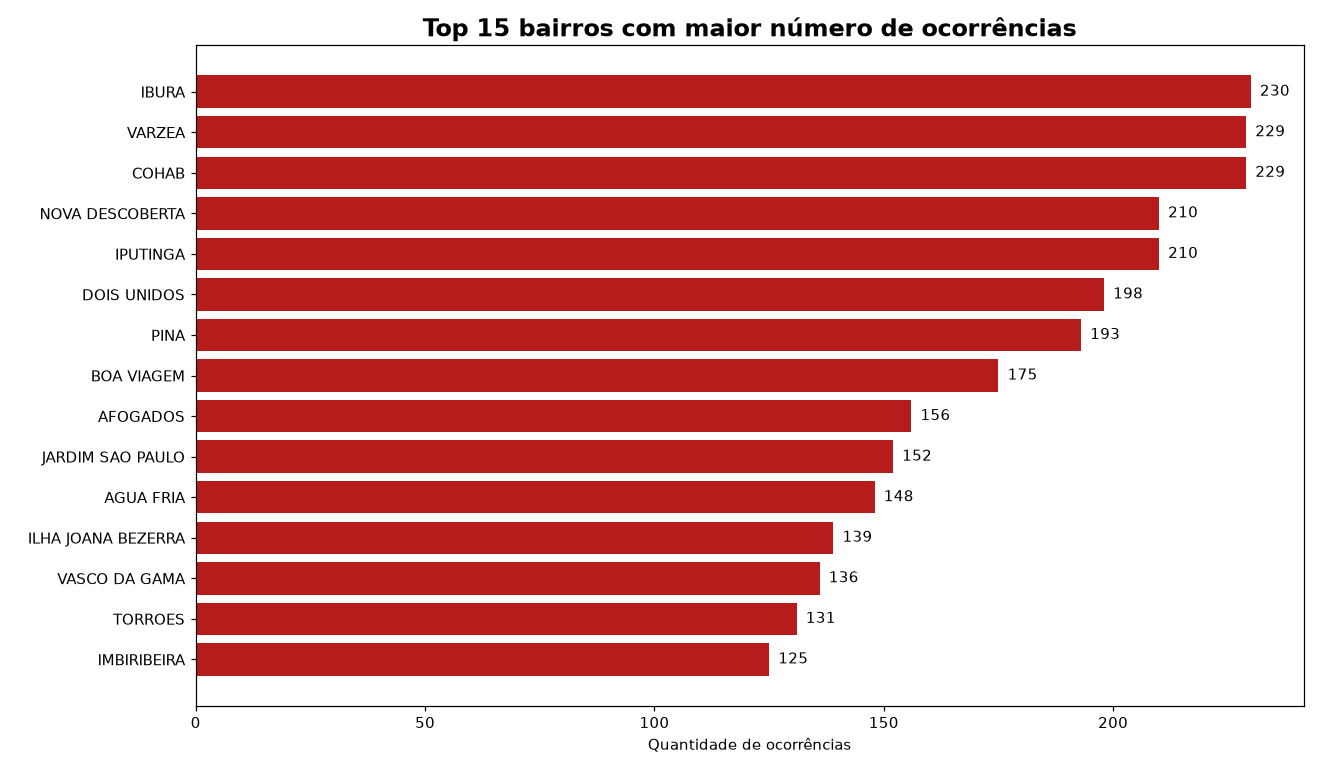 Top 15 bairros com maior número de ocorrências
IBURA 230
VARZEA 229
COHAB 229
NOVA DESCOBERTA 210
IPUTINGA 210
DOIS UNIDOS 198
PINA 193
BOA VIAGEM 175
AFOGADOS 156
JARDIM SAO PAULO 152
AGUA FRIA 148
ILHA JOANA BEZERRA 139
VASCO DA GAMA 136
TORROES 131
IMBIRIBEIRA 125
0 50 100 150 200
Quantidade de ocorrências